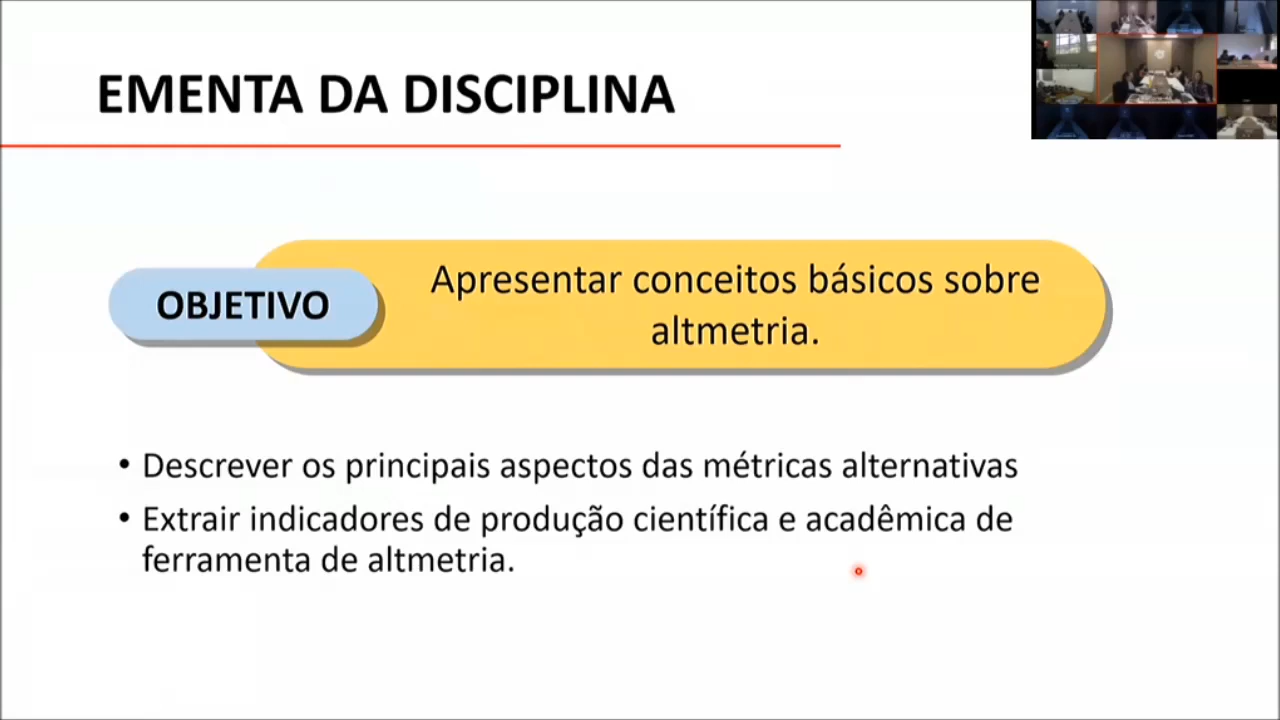 EMENTA DA DISCIPLINA
OBJETIVO
Apresentar conceitos básicos sobre
altmetria.
• Descrever os principais aspectos das métricas alternativas
• Extrair indicadores de produção científica e acadêmica de
ferramenta de altmetria.